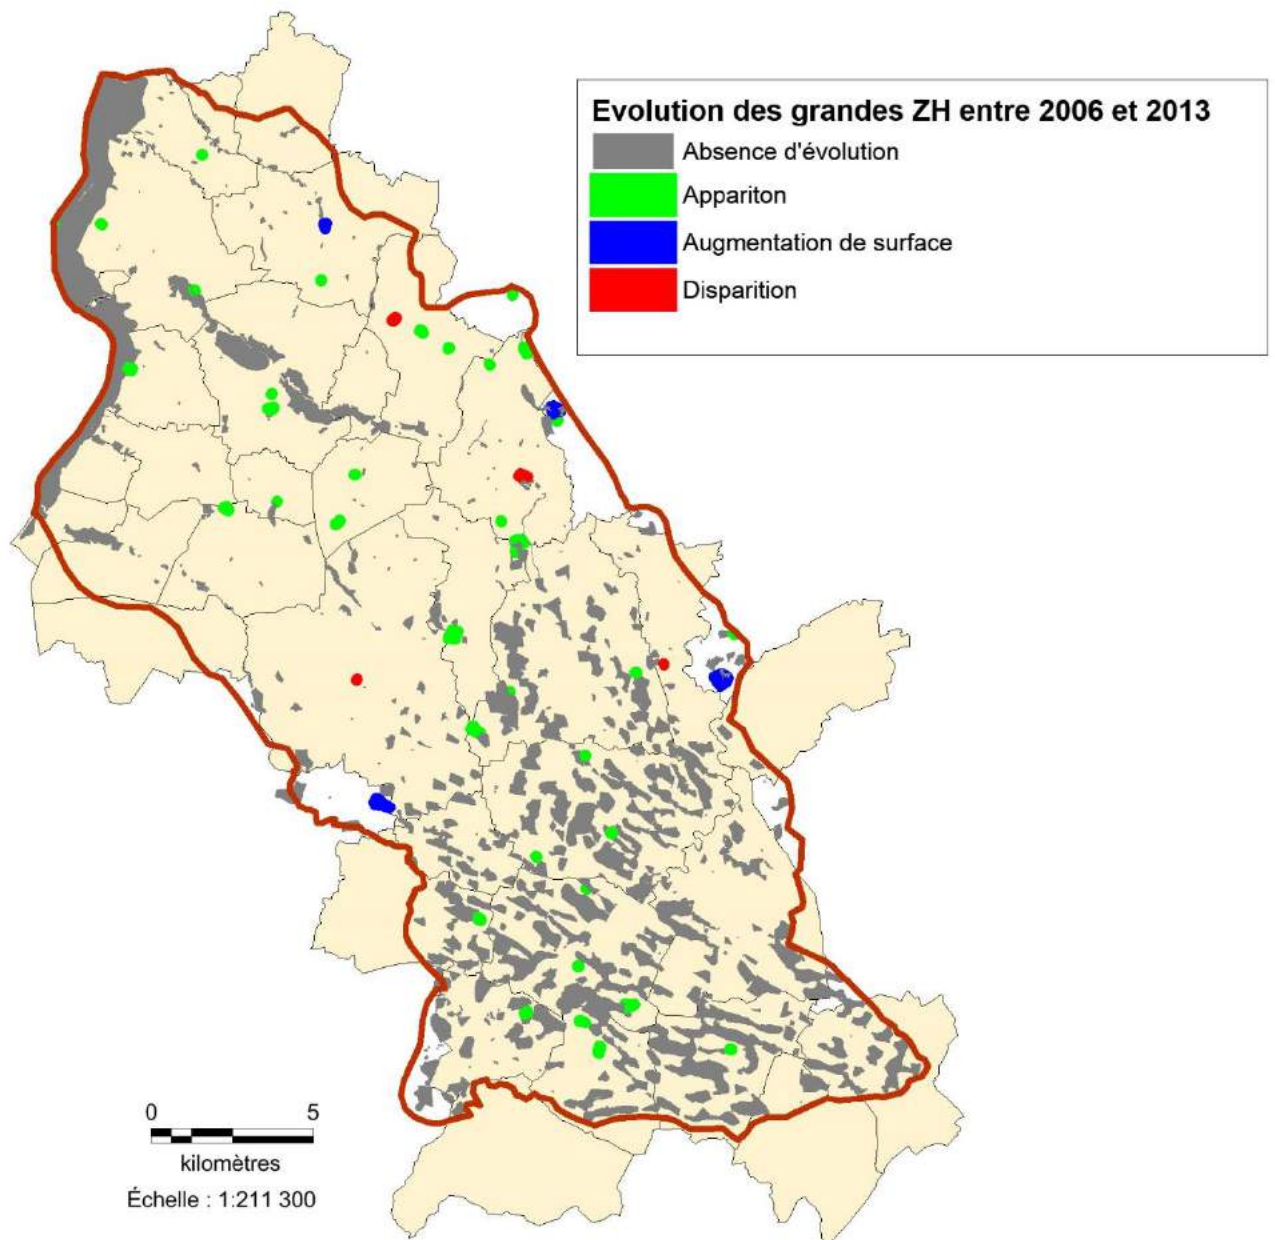 Evolution des grandes ZH entre 2006 et 2013
Absence d'évolution
Appariton
Augmentation de surface
Disparition
0 5
kilomètres
Échelle : 1:211 300